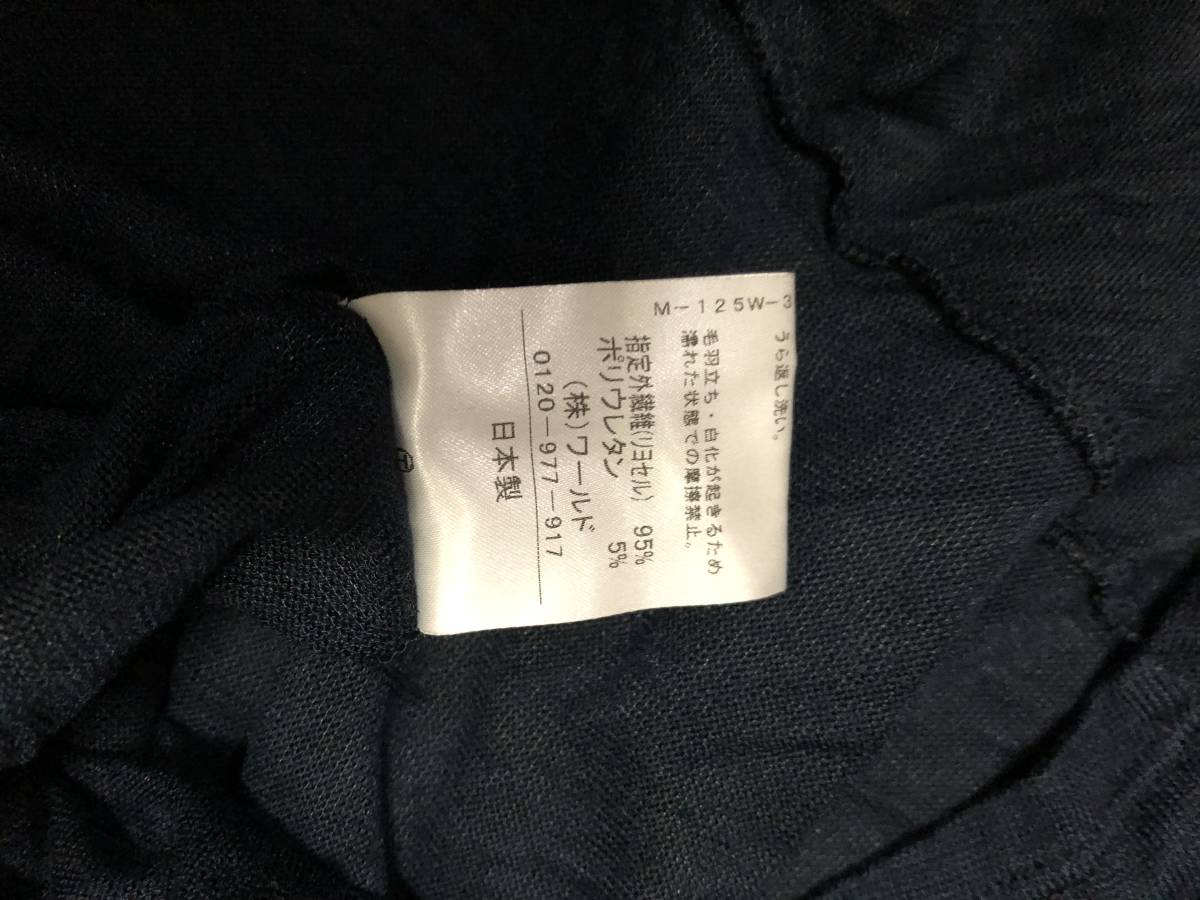 M-125W-3
うら返し洗い。
毛羽立ち・白化が起きるため
濡れた状態での摩擦禁止。
指定外繊維(リヨセル) 95%
ポリウレタン 5%
(株)ワールド
0120-977-917
日本製